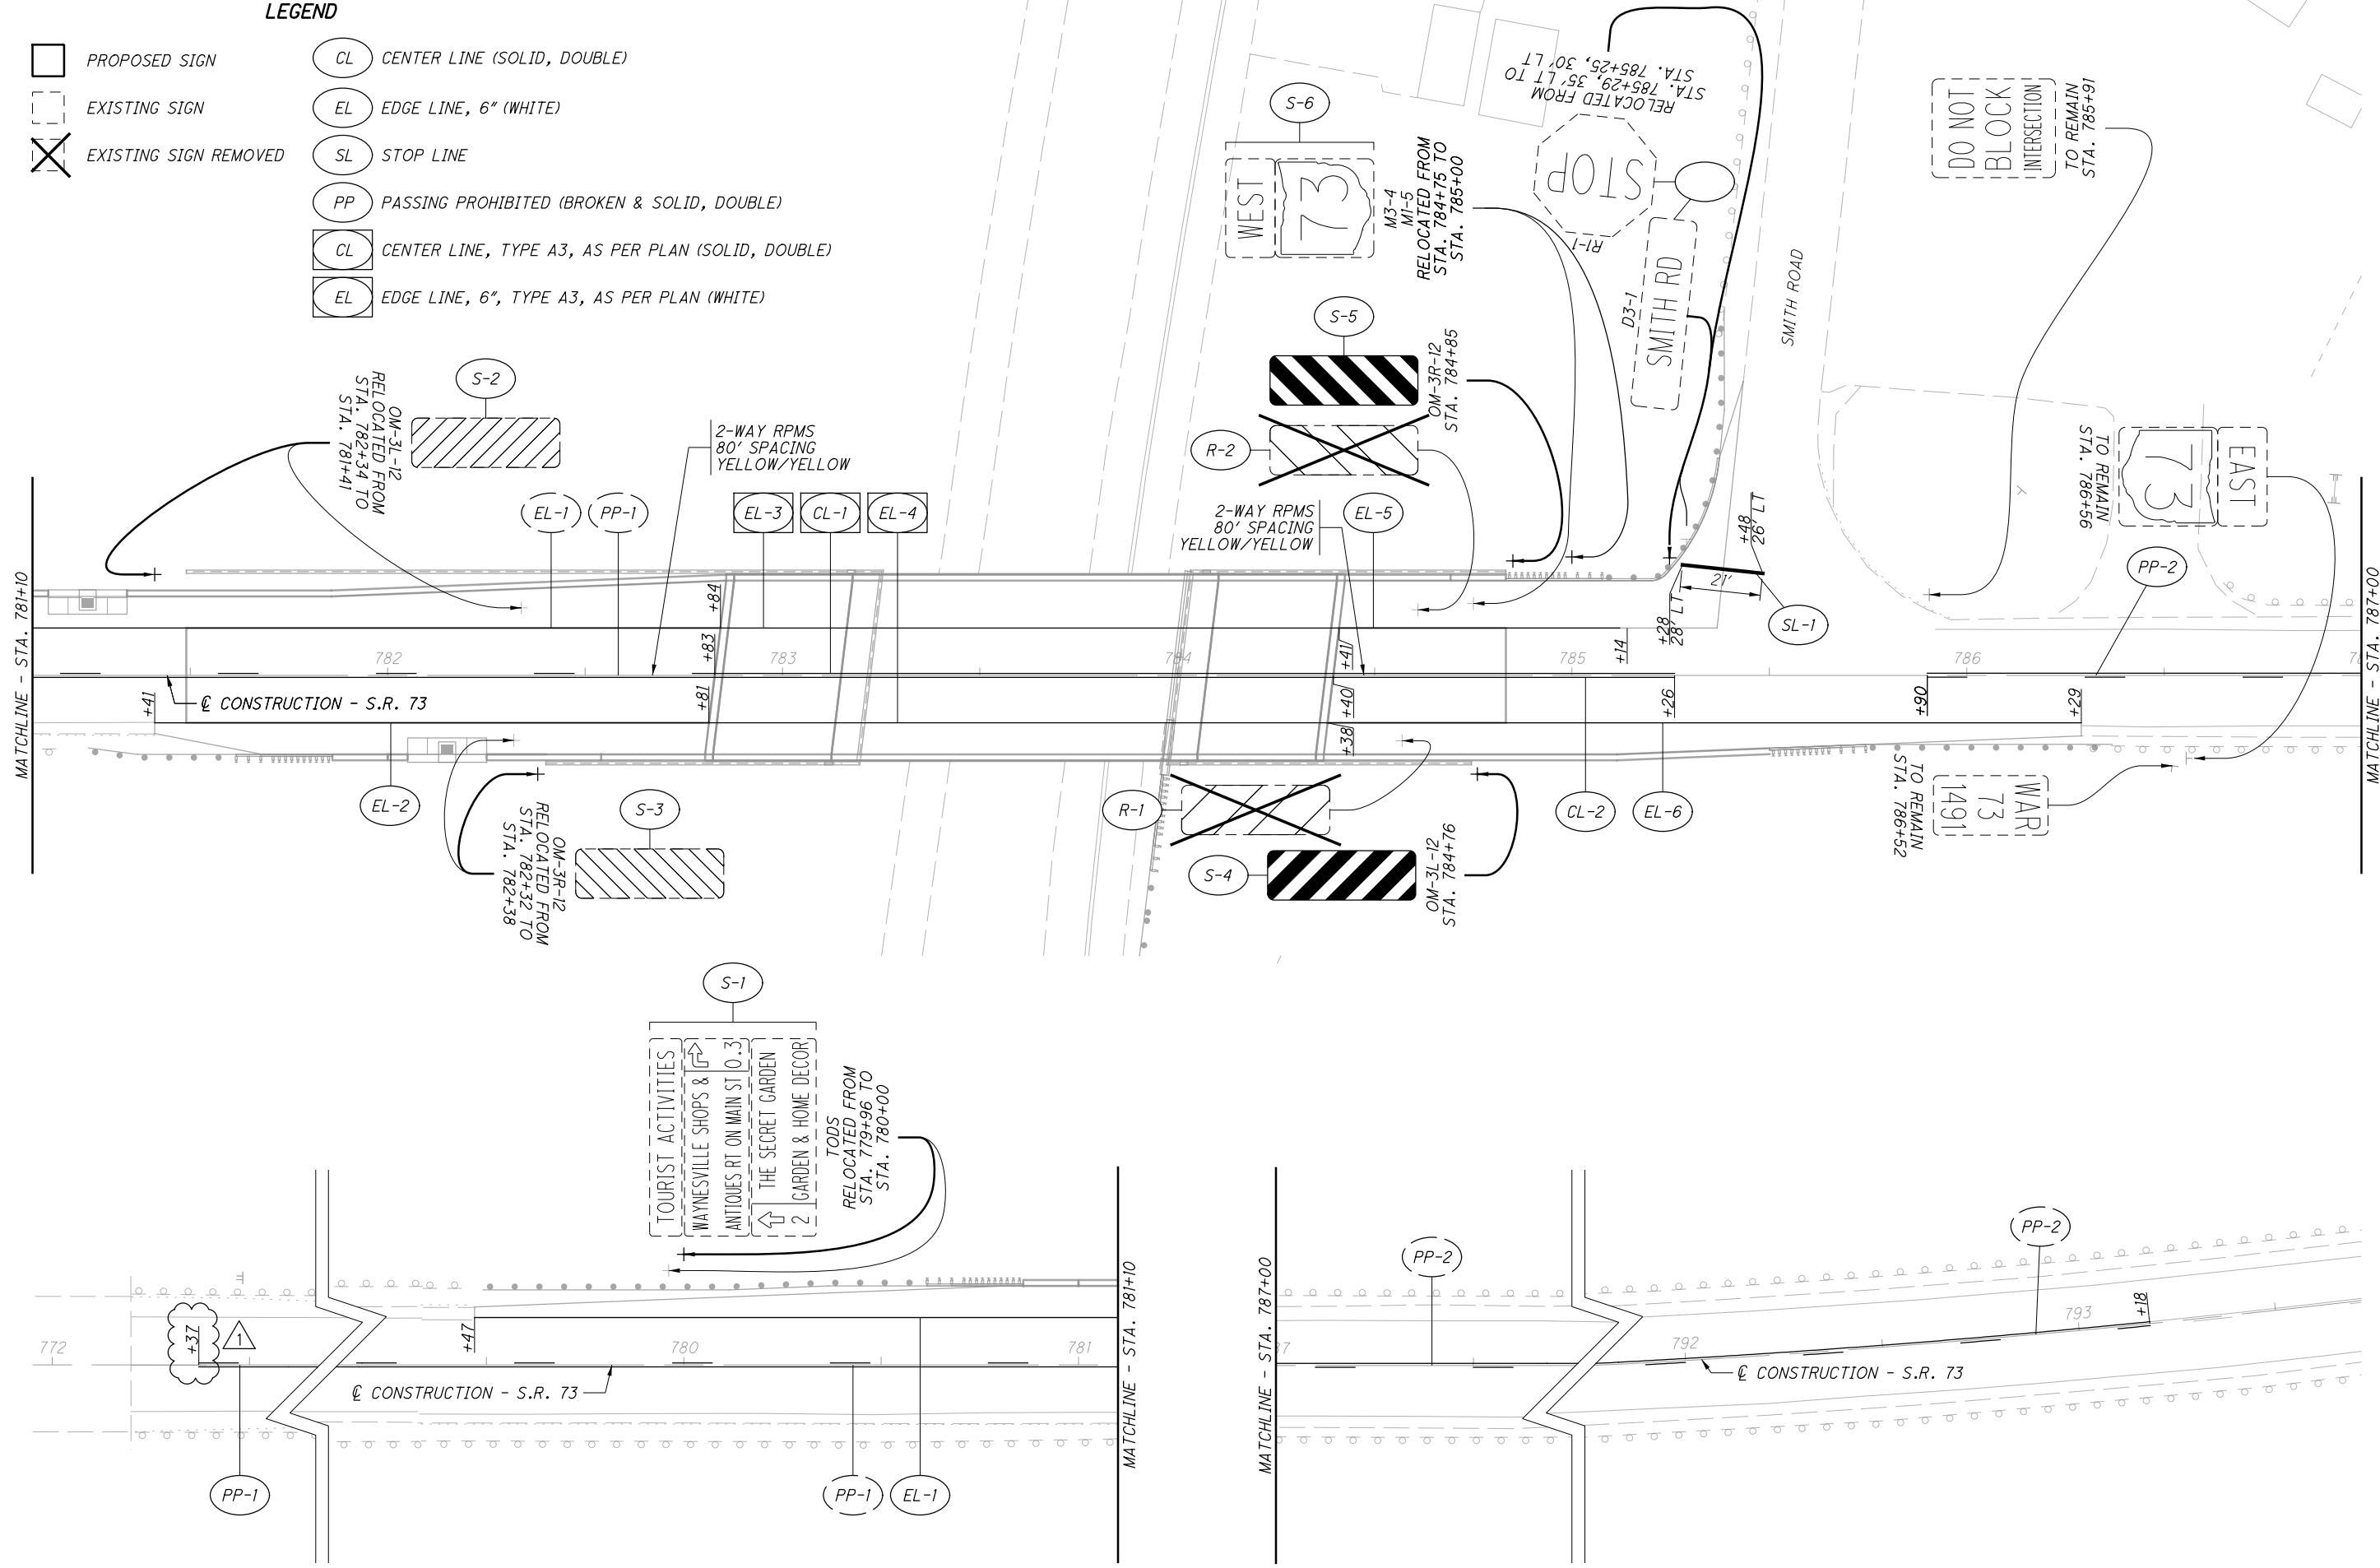 LEGEND
PROPOSED SIGN
EXISTING SIGN
EXISTING SIGN REMOVED
CL CENTER LINE (SOLID, DOUBLE)
EL EDGE LINE, 6" (WHITE)
SL STOP LINE
PP PASSING PROHIBITED (BROKEN & SOLID, DOUBLE)
CL CENTER LINE, TYPE A3, AS PER PLAN (SOLID, DOUBLE)
EL EDGE LINE, 6", TYPE A3, AS PER PLAN (WHITE)
S-6
WEST
73
M3-4
M1-5
RELOCATED FROM
STA. 784+75 TO
STA. 785+00
RELOCATED FROM
STA. 785+29, 35' LT TO
STA. 785+25, 30' LT
STOP
R1-1
D3-1
SMITH RD
SMITH ROAD
DO NOT
BLOCK
INTERSECTION
TO REMAIN
STA. 785+91
S-5
OM-3R-12
STA. 784+85
R-2
S-2
OM-3L-12
RELOCATED FROM
STA. 782+34 TO
STA. 781+41
2-WAY RPMS
80' SPACING
YELLOW/YELLOW
EL-1
PP-1
EL-3
CL-1
EL-4
2-WAY RPMS
80' SPACING
YELLOW/YELLOW
EL-5
+48
26' LT
21'
+28
28' LT
SL-1
EAST
73
TO REMAIN
STA. 786+56
PP-2
MATCHLINE - STA. 781+10
+84
+83
+81
+41
782
783
784
785
786
78
℄ CONSTRUCTION - S.R. 73
+41
+40
+38
+14
+26
+90
+29
MATCHLINE - STA. 787+00
EL-2
OM-3R-12
RELOCATED FROM
STA. 782+32 TO
STA. 782+38
S-3
R-1
S-4
OM-3L-12
STA. 784+76
CL-2
EL-6
WAR
73
1491
TO REMAIN
STA. 786+52
S-1
TOURIST ACTIVITIES
WAYNESVILLE SHOPS &
ANTIQUES RT ON MAIN ST 0.3
THE SECRET GARDEN
2 GARDEN & HOME DECOR
TODS
RELOCATED FROM
STA. 779+96 TO
STA. 780+00
772
+37
1
+47
780
781
℄ CONSTRUCTION - S.R. 73
MATCHLINE - STA. 781+10
PP-1
PP-1
EL-1
MATCHLINE - STA. 787+00
PP-2
PP-2
37
792
793
+18
℄ CONSTRUCTION - S.R. 73